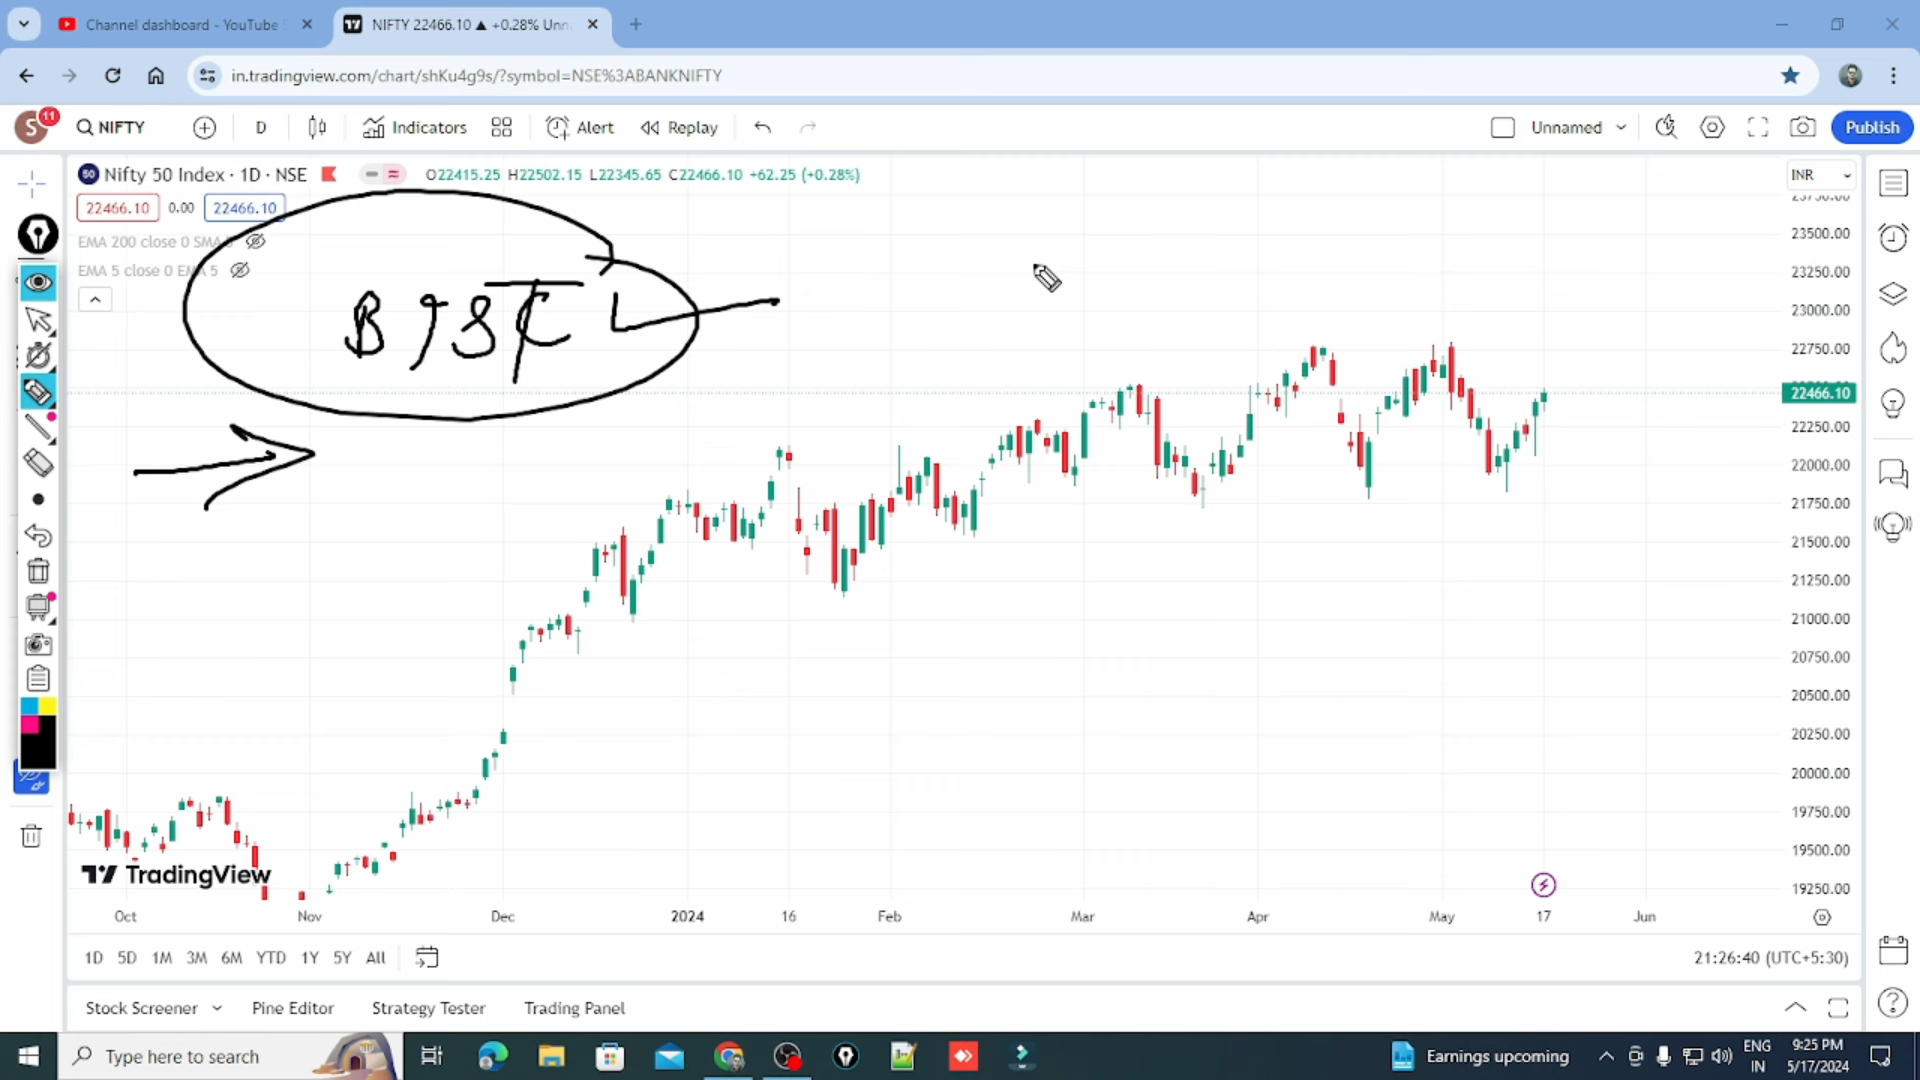 Channel dashboard - YouTube
NIFTY 22466.10 ▲ +0.28% Unn
in.tradingview.com/chart/shKu4g9s/?symbol=NSE%3ABANKNIFTY
S 11 NIFTY D Indicators Alert Replay Unnamed Publish
50 Nifty 50 Index · 1D · NSE O22415.25 H22502.15 L22345.65 C22466.10 +62.25 (+0.28%) INR
22466.10 0.00 22466.10
EMA 200 close 0 SMA 5
EMA 5 close 0 EMA 5
23750.00
23500.00
23250.00
23000.00
22750.00
22466.10
22250.00
22000.00
21750.00
21500.00
21250.00
21000.00
20750.00
20500.00
20250.00
20000.00
19750.00
19500.00
19250.00
TradingView
Oct Nov Dec 2024 16 Feb Mar Apr May 17 Jun
1D 5D 1M 3M 6M YTD 1Y 5Y All 21:26:40 (UTC+5:30)
Stock Screener Pine Editor Strategy Tester Trading Panel
Type here to search Earnings upcoming ENG IN 9:25 PM 5/17/2024